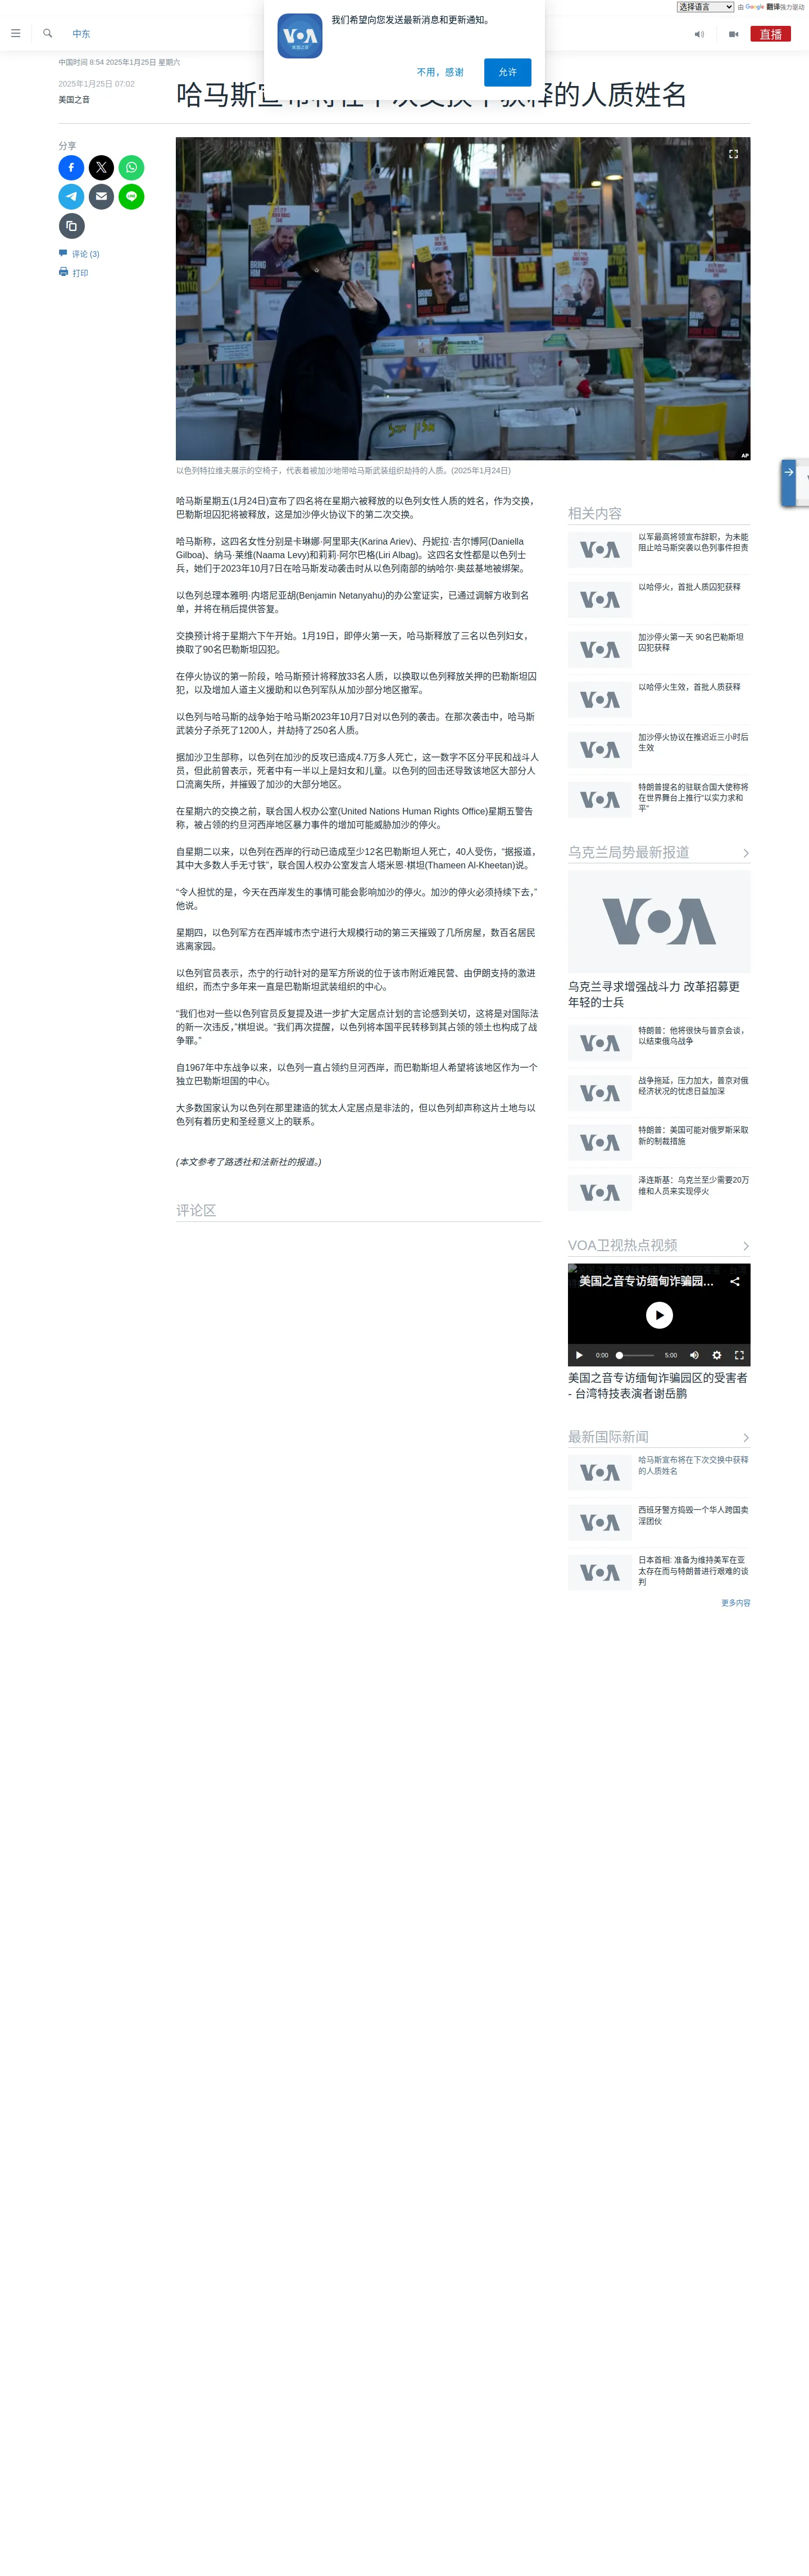 选择语言
由 Google 翻译强力驱动
我们希望向您发送最新消息和更新通知。
VOA
美国之音
不用，感谢
允许
中东
直播
中国时间 8:54 2025年1月25日 星期六
2025年1月25日 07:02
美国之音
哈马斯宣布将在下次交换中获释的人质姓名
分享
评论 (3)
打印
BRING HIM HOME NOW!
AP
以色列特拉维夫展示的空椅子，代表着被加沙地带哈马斯武装组织劫持的人质。(2025年1月24日)
哈马斯星期五(1月24日)宣布了四名将在星期六被释放的以色列女性人质的姓名，作为交换，
巴勒斯坦囚犯将被释放，这是加沙停火协议下的第二次交换。
哈马斯称，这四名女性分别是卡琳娜·阿里耶夫(Karina Ariev)、丹妮拉·吉尔博阿(Daniella
Gilboa)、纳马·莱维(Naama Levy)和莉莉·阿尔巴格(Liri Albag)。这四名女性都是以色列士
兵，她们于2023年10月7日在哈马斯发动袭击时从以色列南部的纳哈尔·奥兹基地被绑架。
以色列总理本雅明·内塔尼亚胡(Benjamin Netanyahu)的办公室证实，已通过调解方收到名
单，并将在稍后提供答复。
交换预计将于星期六下午开始。1月19日，即停火第一天，哈马斯释放了三名以色列妇女，
换取了90名巴勒斯坦囚犯。
在停火协议的第一阶段，哈马斯预计将释放33名人质，以换取以色列释放关押的巴勒斯坦囚
犯，以及增加人道主义援助和以色列军队从加沙部分地区撤军。
以色列与哈马斯的战争始于哈马斯2023年10月7日对以色列的袭击。在那次袭击中，哈马斯
武装分子杀死了1200人，并劫持了250名人质。
据加沙卫生部称，以色列在加沙的反攻已造成4.7万多人死亡，这一数字不区分平民和战斗人
员，但此前曾表示，死者中有一半以上是妇女和儿童。以色列的回击还导致该地区大部分人
口流离失所，并摧毁了加沙的大部分地区。
在星期六的交换之前，联合国人权办公室(United Nations Human Rights Office)星期五警告
称，被占领的约旦河西岸地区暴力事件的增加可能威胁加沙的停火。
自星期二以来，以色列在西岸的行动已造成至少12名巴勒斯坦人死亡，40人受伤，“据报道，
其中大多数人手无寸铁”，联合国人权办公室发言人塔米恩·棋坦(Thameen Al-Kheetan)说。
“令人担忧的是，今天在西岸发生的事情可能会影响加沙的停火。加沙的停火必须持续下去，”
他说。
星期四，以色列军方在西岸城市杰宁进行大规模行动的第三天摧毁了几所房屋，数百名居民
逃离家园。
以色列官员表示，杰宁的行动针对的是军方所说的位于该市附近难民营、由伊朗支持的激进
组织，而杰宁多年来一直是巴勒斯坦武装组织的中心。
“我们也对一些以色列官员反复提及进一步扩大定居点计划的言论感到关切，这将是对国际法
的新一次违反，”棋坦说。“我们再次提醒，以色列将本国平民转移到其占领的领土也构成了战
争罪。”
自1967年中东战争以来，以色列一直占领约旦河西岸，而巴勒斯坦人希望将该地区作为一个
独立巴勒斯坦国的中心。
大多数国家认为以色列在那里建造的犹太人定居点是非法的，但以色列却声称这片土地与以
色列有着历史和圣经意义上的联系。
(本文参考了路透社和法新社的报道。)
评论区
相关内容
以军最高将领宣布辞职，为未能
阻止哈马斯突袭以色列事件担责
以哈停火，首批人质囚犯获释
加沙停火第一天 90名巴勒斯坦
囚犯获释
以哈停火生效，首批人质获释
加沙停火协议在推迟近三小时后
生效
特朗普提名的驻联合国大使称将
在世界舞台上推行“以实力求和
平”
乌克兰局势最新报道
VOA
乌克兰寻求增强战斗力 改革招募更
年轻的士兵
特朗普：他将很快与普京会谈，
以结束俄乌战争
战争拖延，压力加大，普京对俄
经济状况的忧虑日益加深
特朗普：美国可能对俄罗斯采取
新的制裁措施
泽连斯基：乌克兰至少需要20万
维和人员来实现停火
VOA卫视热点视频
美国之音专访缅甸诈骗园…
0:00
5:00
美国之音专访缅甸诈骗园区的受害者
- 台湾特技表演者谢岳鹏
最新国际新闻
哈马斯宣布将在下次交换中获释
的人质姓名
西班牙警方捣毁一个华人跨国卖
淫团伙
日本首相: 准备为维持美军在亚
太存在而与特朗普进行艰难的谈
判
更多内容